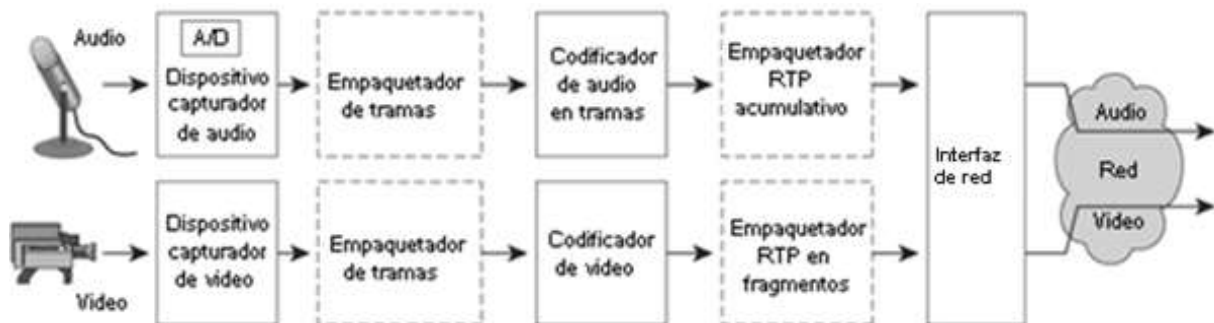 Audio
A/D
Dispositivo
capturador
de audio
Empaquetador
de tramas
Codificador
de audio
en tramas
Empaquetador
RTP
acumulativo
Interfaz
de red
Audio
Red
Video
Video
Dispositivo
capturador
de video
Empaquetador
de tramas
Codificador
de video
Empaquetador
RTP en
fragmentos